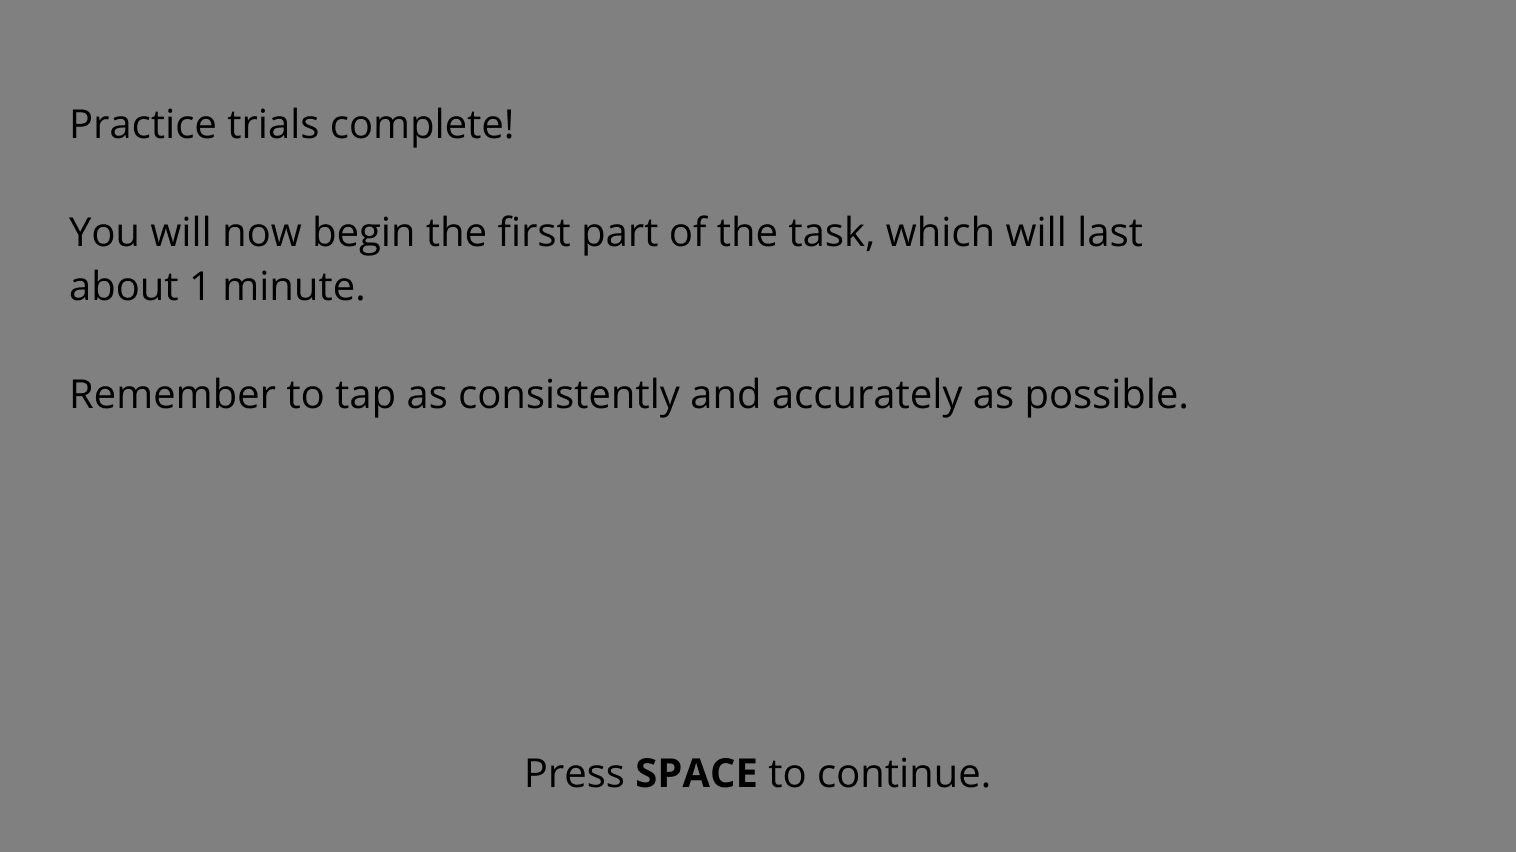 Practice trials complete!
You will now begin the first part of the task, which will last
about 1 minute.
Remember to tap as consistently and accurately as possible.
Press SPACE to continue.